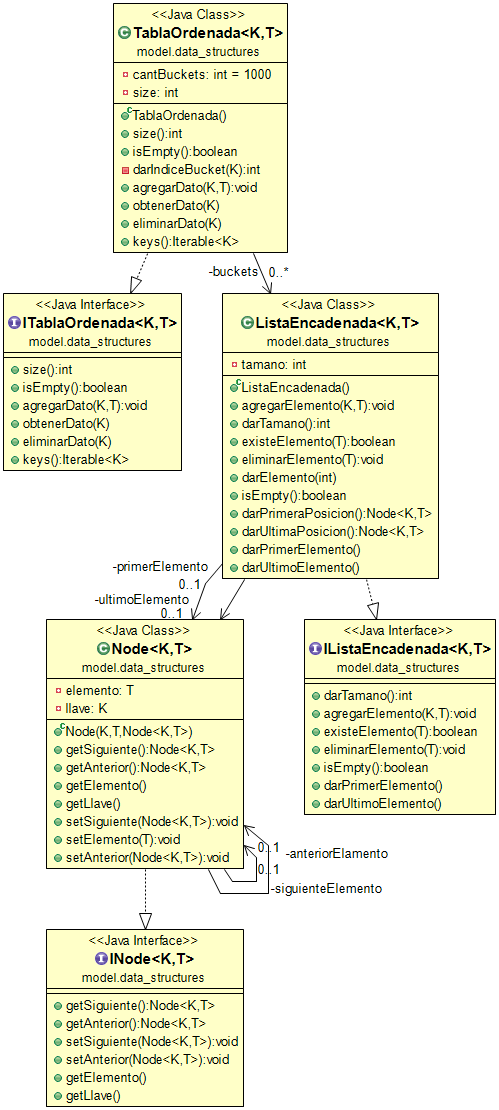 <<Java Class>>
TablaOrdenada<K,T>
model.data_structures
cantBuckets: int = 1000
size: int
TablaOrdenada()
size():int
isEmpty():boolean
darIndiceBucket(K):int
agregarDato(K,T):void
obtenerDato(K)
eliminarDato(K)
keys():Iterable<K>
-buckets
0..*
<<Java Interface>>
ITablaOrdenada<K,T>
model.data_structures
size():int
isEmpty():boolean
agregarDato(K,T):void
obtenerDato(K)
eliminarDato(K)
keys():Iterable<K>
<<Java Class>>
ListaEncadenada<K,T>
model.data_structures
tamano: int
ListaEncadenada()
agregarElemento(K,T):void
darTamano():int
existeElemento(T):boolean
eliminarElemento(T):void
darElemento(int)
isEmpty():boolean
darPrimeraPosicion():Node<K,T>
darUltimaPosicion():Node<K,T>
darPrimerElemento()
darUltimoElemento()
-primerElemento
0..1
-ultimoElemento
0..1
<<Java Class>>
Node<K,T>
model.data_structures
elemento: T
llave: K
Node(K,T,Node<K,T>)
getSiguiente():Node<K,T>
getAnterior():Node<K,T>
getElemento()
getLlave()
setSiguiente(Node<K,T>):void
setElemento(T):void
setAnterior(Node<K,T>):void
<<Java Interface>>
IListaEncadenada<K,T>
model.data_structures
darTamano():int
agregarElemento(K,T):void
existeElemento(T):boolean
eliminarElemento(T):void
isEmpty():boolean
darPrimerElemento()
darUltimoElemento()
0..1
-anteriorElamento
0..1
-siguienteElemento
<<Java Interface>>
INode<K,T>
model.data_structures
getSiguiente():Node<K,T>
getAnterior():Node<K,T>
setSiguiente(Node<K,T>):void
setAnterior(Node<K,T>):void
getElemento()
getLlave()